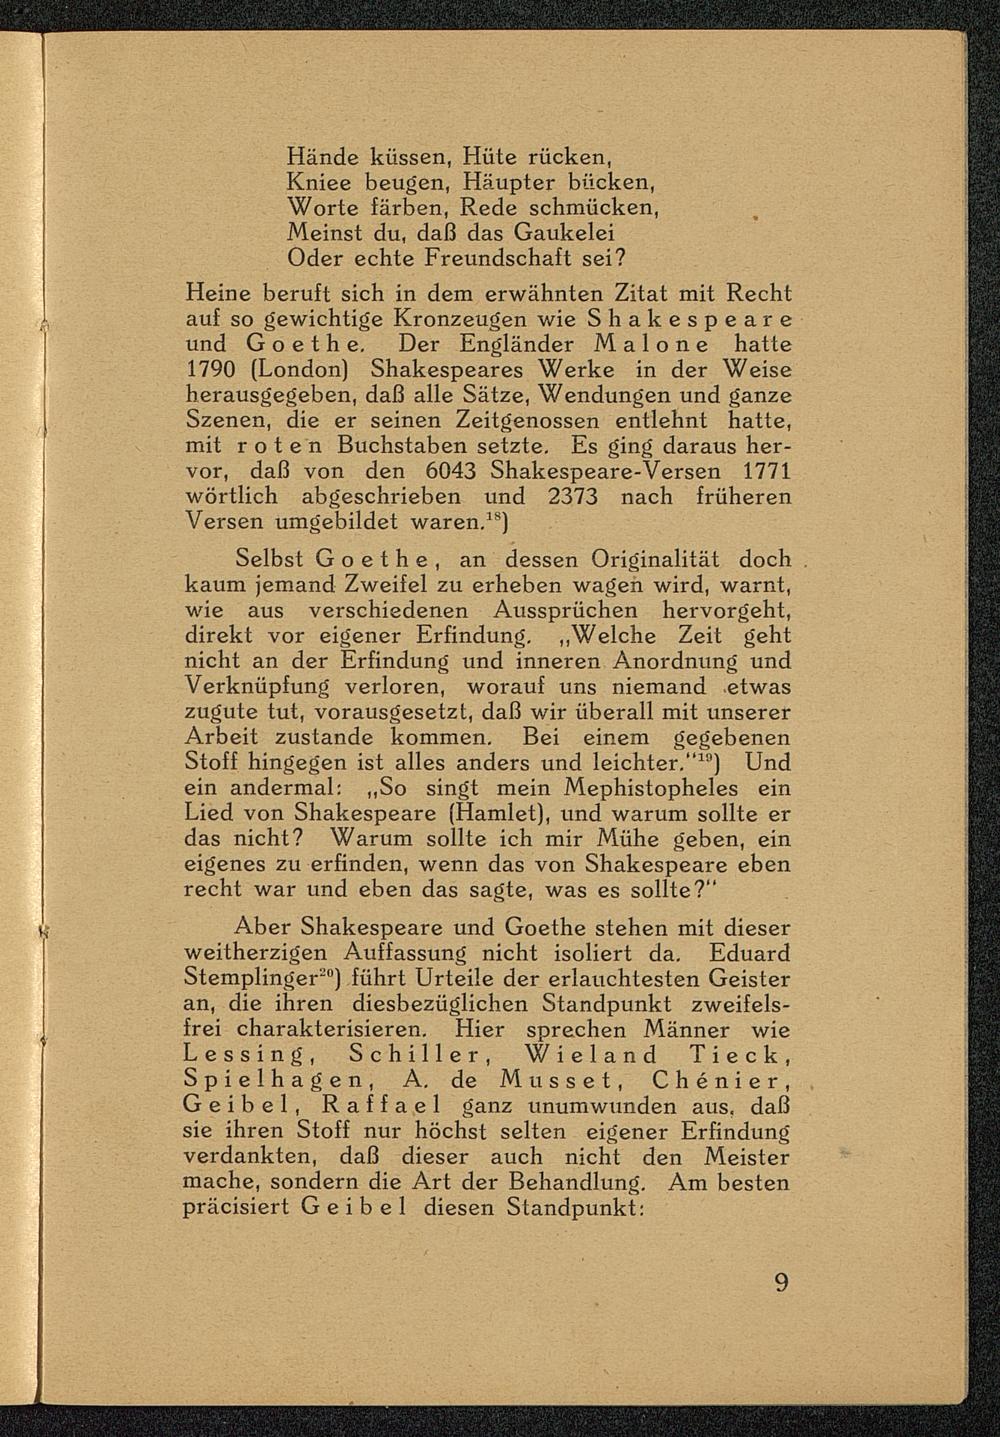 Hände küssen, Hüte rücken,
Kniee beugen, Häupter bücken,
Worte färben, Rede schmücken,
Meinst du, daß das Gaukelei
Oder echte Freundschaft sei?
Heine beruft sich in dem erwähnten Zitat mit Recht
auf so gewichtige Kronzeugen wie Shakespeare
und Goethe. Der Engländer Malone hatte
1790 (London) Shakespeares Werke in der Weise
herausgegeben, daß alle Sätze, Wendungen und ganze
Szenen, die er seinen Zeitgenossen entlehnt hatte,
mit roten Buchstaben setzte. Es ging daraus her-
vor, daß von den 6043 Shakespeare-Versen 1771
wörtlich abgeschrieben und 2373 nach früheren
Versen umgebildet waren.¹⁸)
Selbst Goethe, an dessen Originalität doch
kaum jemand Zweifel zu erheben wagen wird, warnt,
wie aus verschiedenen Aussprüchen hervorgeht,
direkt vor eigener Erfindung. „Welche Zeit geht
nicht an der Erfindung und inneren Anordnung und
Verknüpfung verloren, worauf uns niemand etwas
zugute tut, vorausgesetzt, daß wir überall mit unserer
Arbeit zustande kommen. Bei einem gegebenen
Stoff hingegen ist alles anders und leichter.“¹⁹) Und
ein andermal: „So singt mein Mephistopheles ein
Lied von Shakespeare (Hamlet), und warum sollte er
das nicht? Warum sollte ich mir Mühe geben, ein
eigenes zu erfinden, wenn das von Shakespeare eben
recht war und eben das sagte, was es sollte?“
Aber Shakespeare und Goethe stehen mit dieser
weitherzigen Auffassung nicht isoliert da. Eduard
Stemplinger²⁰) führt Urteile der erlauchtesten Geister
an, die ihren diesbezüglichen Standpunkt zweifels-
frei charakterisieren. Hier sprechen Männer wie
Lessing, Schiller, Wieland Tieck,
Spielhagen, A. de Musset, Chénier,
Geibel, Raffael ganz unumwunden aus, daß
sie ihren Stoff nur höchst selten eigener Erfindung
verdankten, daß dieser auch nicht den Meister
mache, sondern die Art der Behandlung. Am besten
präcisiert Geibel diesen Standpunkt:
9